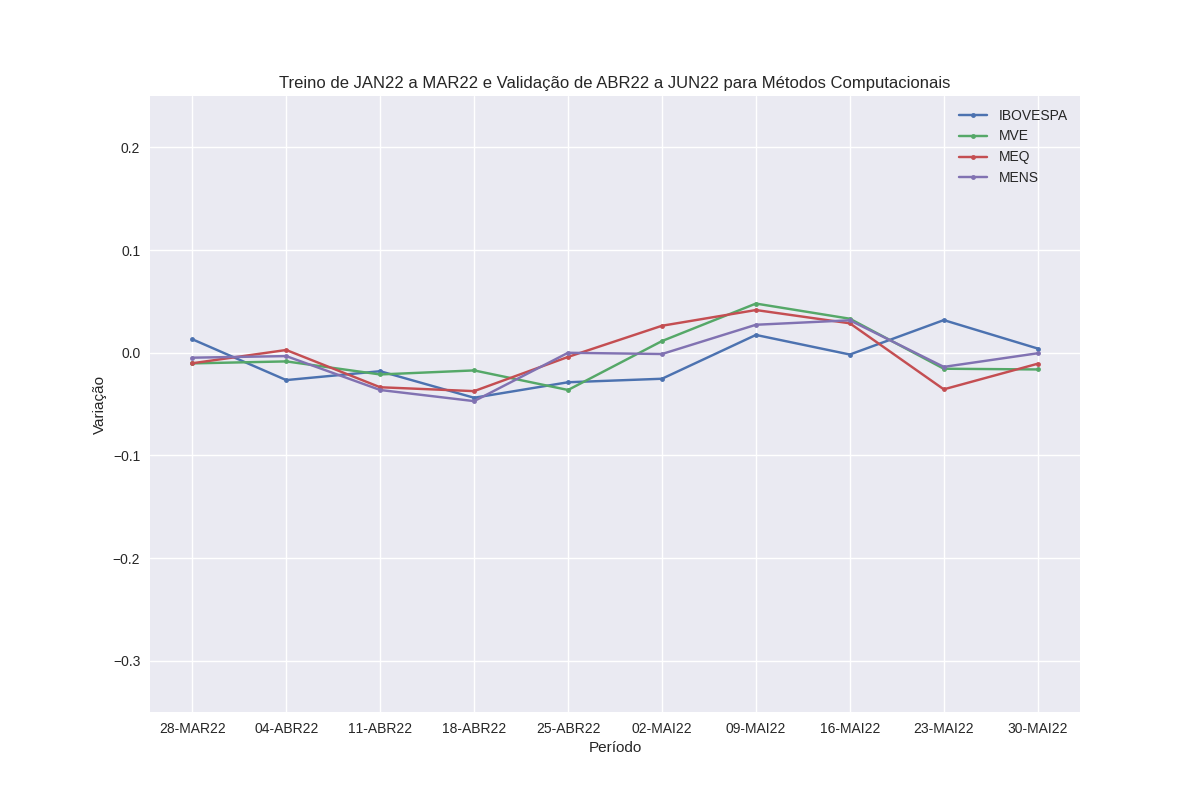 Treino de JAN22 a MAR22 e Validação de ABR22 a JUN22 para Métodos Computacionais
IBOVESPA
MVE
MEQ
MENS
0.2
0.1
0.0
−0.1
−0.2
−0.3
Variação
28-MAR22 04-ABR22 11-ABR22 18-ABR22 25-ABR22 02-MAI22 09-MAI22 16-MAI22 23-MAI22 30-MAI22
Período